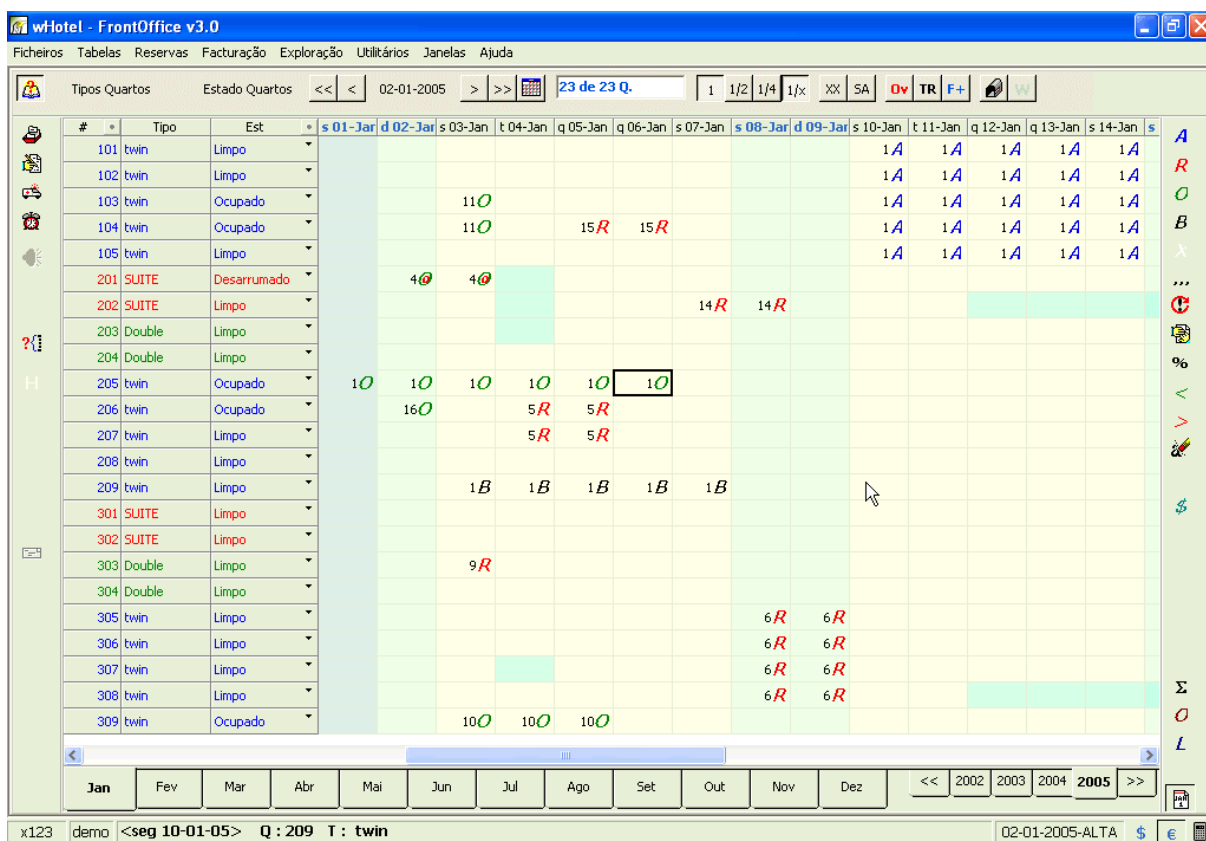 wHotel - FrontOffice v3.0
Ficheiros Tabelas Reservas Facturação Exploração Utilitários Janelas Ajuda
Tipos Quartos Estado Quartos << < 02-01-2005 > >> 23 de 23 Q. 1 1/2 1/4 1/x XX SA Ov TR F+ W
# Tipo Est s 01-Jan d 02-Jan s 03-Jan t 04-Jan q 05-Jan q 06-Jan s 07-Jan s 08-Jan d 09-Jan s 10-Jan t 11-Jan q 12-Jan q 13-Jan s 14-Jan s
A
101 twin Limpo 1A 1A 1A 1A 1A
R
102 twin Limpo 1A 1A 1A 1A 1A
O
103 twin Ocupado 11O 1A 1A 1A 1A 1A
B
104 twin Ocupado 11O 15R 15R 1A 1A 1A 1A 1A
X
105 twin Limpo 1A 1A 1A 1A 1A
,,,
201 SUITE Desarrumado 4@ 4@
202 SUITE Limpo 14R 14R
203 Double Limpo
?{
204 Double Limpo
%
H
205 twin Ocupado 1O 1O 1O 1O 1O 1O
<
206 twin Ocupado 16O 5R 5R
>
207 twin Limpo 5R 5R
208 twin Limpo
209 twin Limpo 1B 1B 1B 1B 1B
301 SUITE Limpo
$
302 SUITE Limpo
303 Double Limpo 9R
304 Double Limpo
305 twin Limpo 6R 6R
306 twin Limpo 6R 6R
307 twin Limpo 6R 6R
308 twin Limpo 6R 6R
Σ
309 twin Ocupado 10O 10O 10O
O
L
Jan Fev Mar Abr Mai Jun Jul Ago Set Out Nov Dez << 2002 2003 2004 2005 >>
x123 demo <seg 10-01-05> Q : 209 T : twin 02-01-2005-ALTA $ €